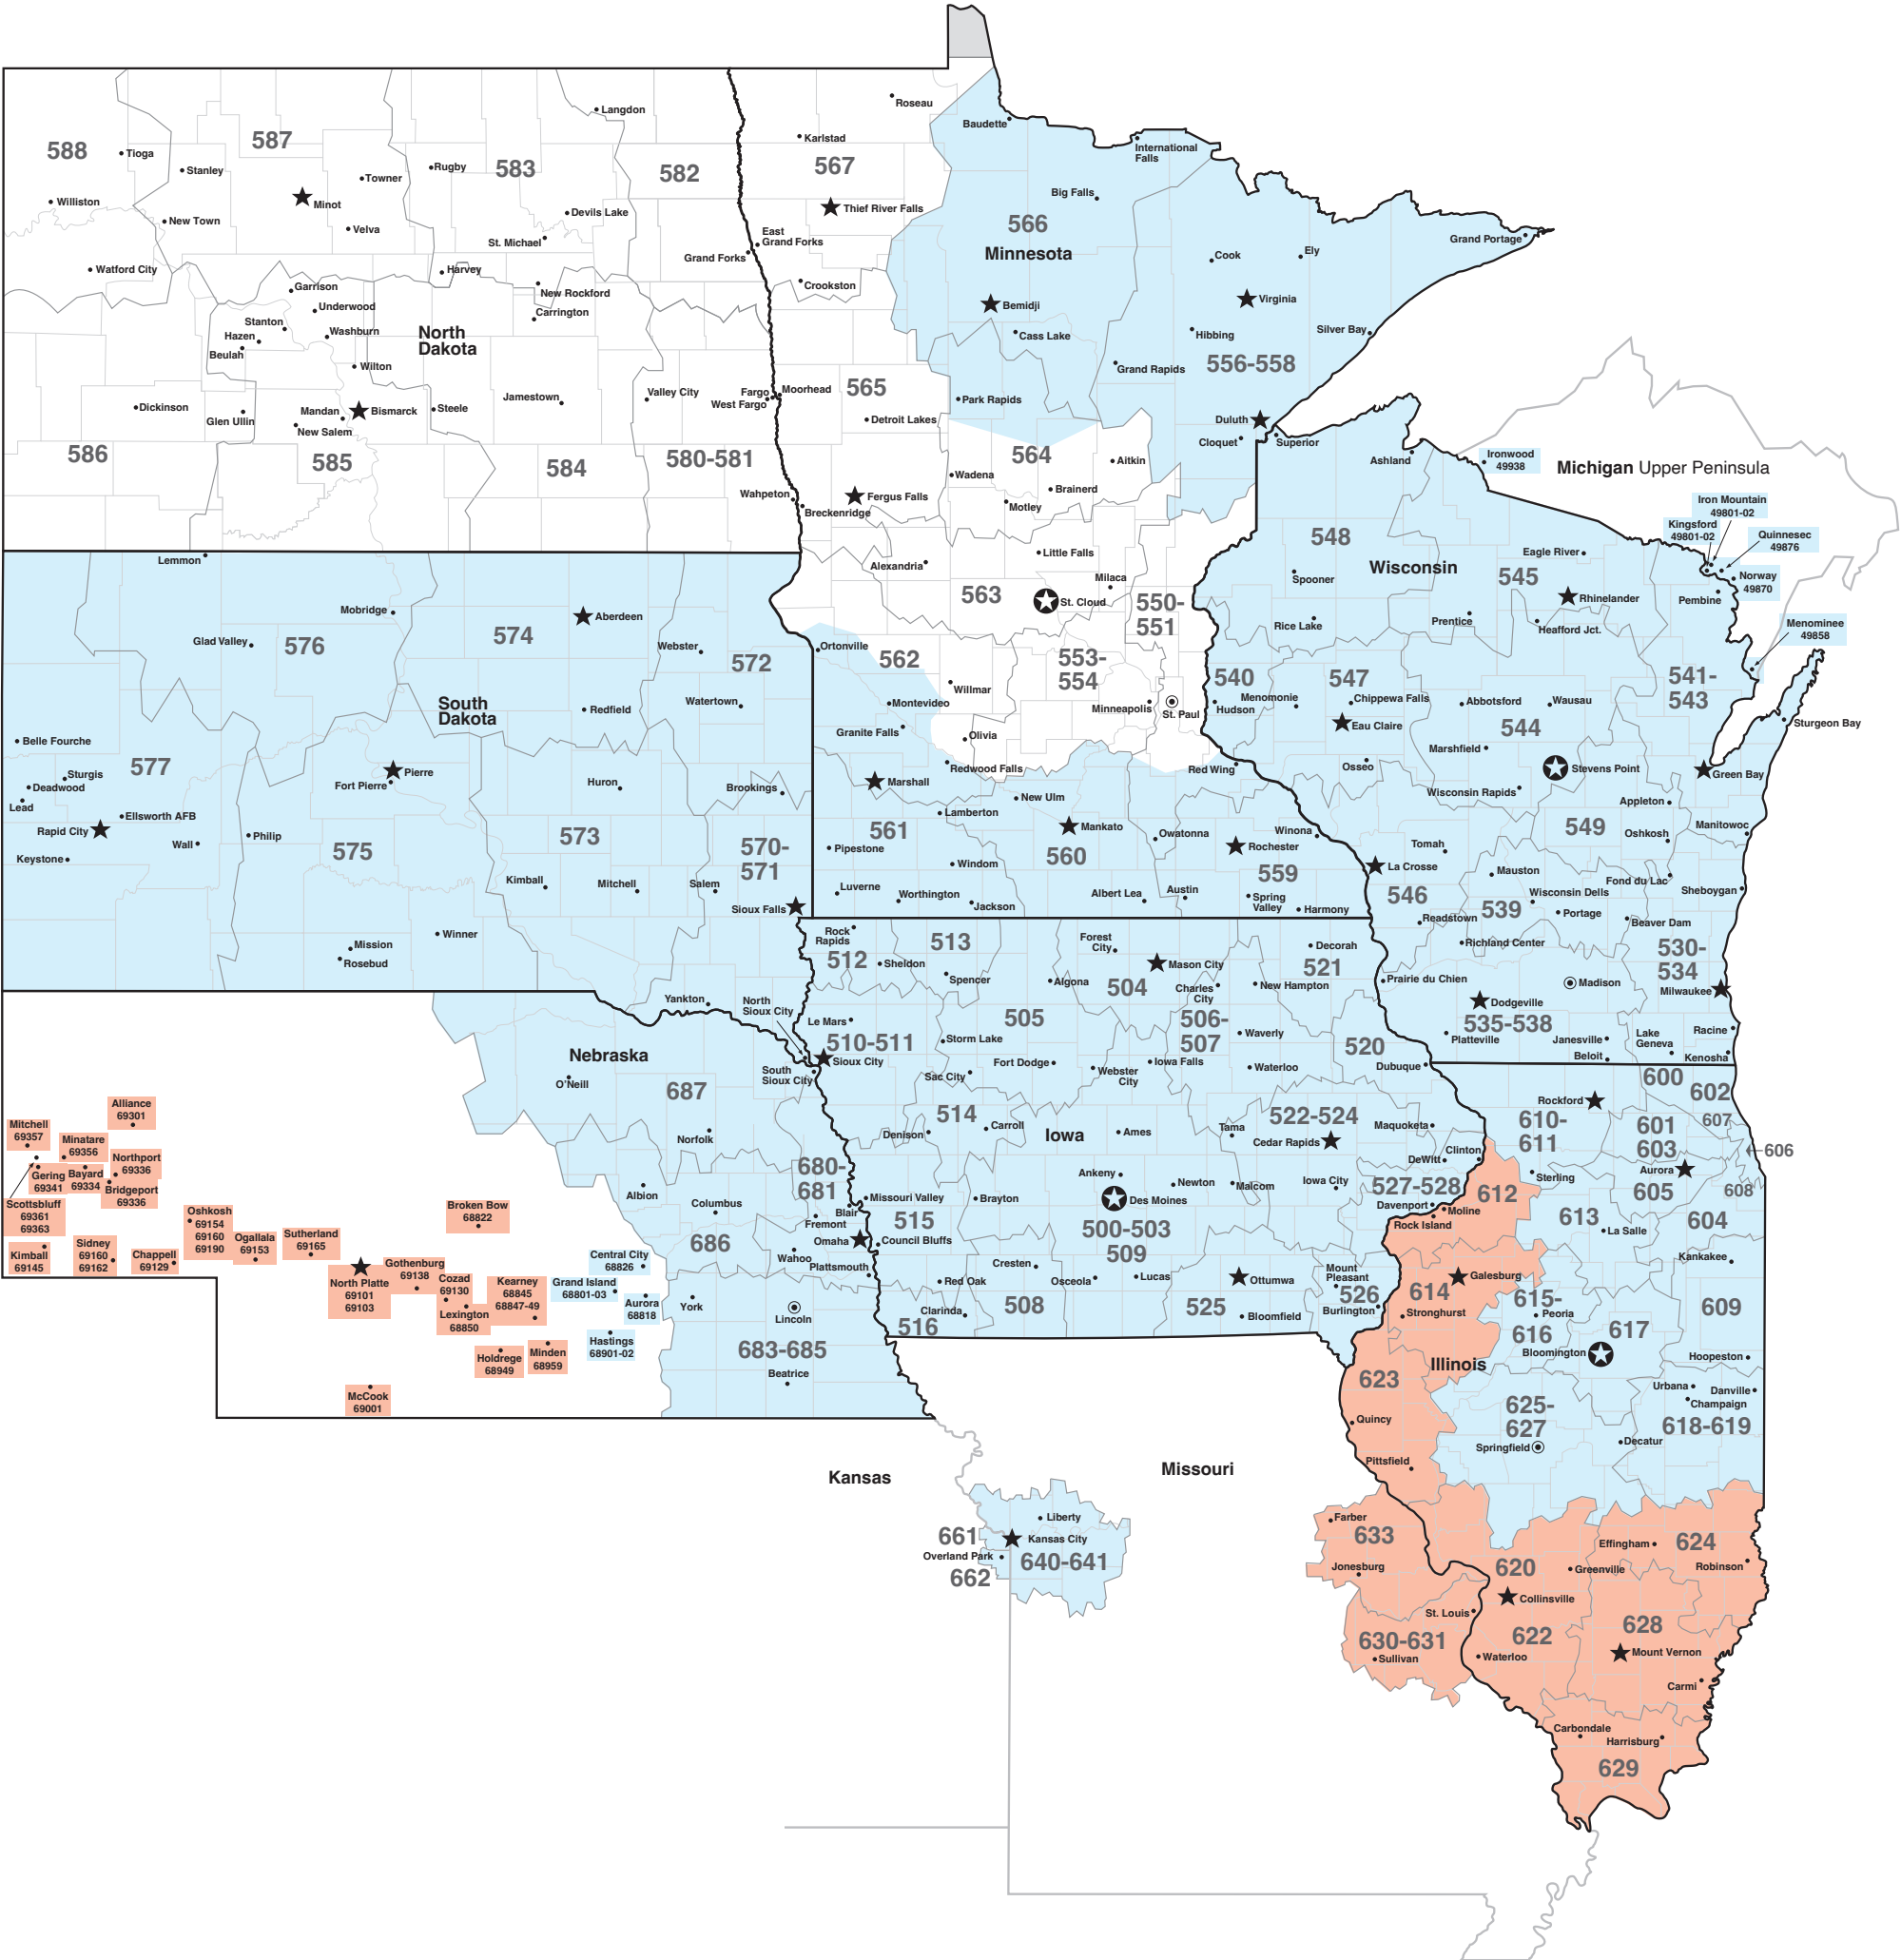 Roseau
Baudette
Langdon
Karlstad
International
Falls
588
Tioga
587
Stanley
Towner
Rugby
583
582
567
Williston
Minot
New Town
Velva
Devils Lake
St. Michael
Thief River Falls
Big Falls
566
Minnesota
East
Grand Forks
Grand Forks
Grand Portage
Cook
Ely
Watford City
Garrison
Harvey
New Rockford
Carrington
Crookston
Bemidji
Virginia
Underwood
Stanton
Hazen
Washburn
Beulah
North
Dakota
Cass Lake
Hibbing
Silver Bay
556-558
Wilton
Grand Rapids
Dickinson
Glen Ullin
Mandan
Bismarck
New Salem
Steele
Jamestown
Valley City
Fargo
West Fargo
Moorhead
565
Detroit Lakes
Park Rapids
Duluth
Cloquet
Superior
586
585
584
580-581
564
Wadena
Aitkin
Brainerd
Motley
Wahpeton
Fergus Falls
Breckenridge
Ashland
Ironwood
49938
Michigan Upper Peninsula
Iron Mountain
49801-02
Kingsford
49801-02
Quinnesec
49876
Norway
49870
Menominee
49858
Lemmon
Mobridge
Glad Valley
576
574
Aberdeen
Webster
572
Alexandria
Little Falls
Milaca
563
St. Cloud
550-
551
548
Wisconsin
Spooner
Rice Lake
Eagle River
545
Rhinelander
Pembine
Prentice
Heafford Jct.
Ortonville
562
553-
554
Willmar
Montevideo
Minneapolis
St. Paul
540
Hudson
Menomonie
547
Chippewa Falls
Eau Claire
Abbotsford
Wausau
544
541-
543
Sturgeon Bay
South
Dakota
Redfield
Watertown
Granite Falls
Olivia
Belle Fourche
577
Sturgis
Deadwood
Lead
Ellsworth AFB
Rapid City
Keystone
Wall
Philip
Pierre
Fort Pierre
575
Huron
Brookings
573
570-
571
Kimball
Mitchell
Salem
Sioux Falls
Marshall
Redwood Falls
Red Wing
New Ulm
Lamberton
Mankato
561
Pipestone
560
Owatonna
Winona
Rochester
559
Windom
Luverne
Worthington
Jackson
Albert Lea
Austin
Spring
Valley
Harmony
Osseo
Marshfield
Stevens Point
Wisconsin Rapids
Green Bay
Appleton
549
Oshkosh
Manitowoc
Tomah
La Crosse
546
Mauston
Fond du Lac
Wisconsin Dells
Sheboygan
539
Portage
Readstown
Beaver Dam
Richland Center
530-
534
Prairie du Chien
Madison
Milwaukee
Dodgeville
535-538
Platteville
Janesville
Beloit
Lake
Geneva
Racine
Kenosha
Mission
Rosebud
Winner
Yankton
North
Sioux City
Rock
Rapids
512
Sheldon
513
Spencer
Forest
City
Algona
Mason City
504
Charles
City
Decorah
521
New Hampton
Le Mars
510-511
Sioux City
South
Sioux City
505
Storm Lake
Fort Dodge
Sac City
Webster
City
506-
507
Iowa Falls
Waverly
Waterloo
520
Dubuque
Nebraska
O'Neill
687
Norfolk
680-
681
514
Denison
Carroll
Iowa
Ames
522-524
Tama
Cedar Rapids
Maquoketa
DeWitt
Clinton
600
602
Rockford
610-
611
601
603
607
606
Aurora
605
608
Alliance
69301
Mitchell
69357
Minatare
69356
Northport
69336
Gering
69341
Bayard
69334
Bridgeport
69336
Scottsbluff
69361
69363
Oshkosh
69154
69160
69190
Kimball
69145
Sidney
69160
69162
Chappell
69129
Ogallala
69153
Sutherland
69165
Broken Bow
68822
North Platte
69101
69103
Gothenburg
69138
Cozad
69130
Lexington
68850
Kearney
68845
68847-49
Central City
68826
Grand Island
68801-03
Aurora
68818
Hastings
68901-02
Holdrege
68949
Minden
68959
McCook
69001
Albion
Columbus
Blair
Fremont
686
Omaha
Wahoo
Plattsmouth
York
Lincoln
683-685
Beatrice
Missouri Valley
515
Council Bluffs
Brayton
Ankeny
Des Moines
500-503
509
Newton
Malcom
Iowa City
527-528
Davenport
Moline
Rock Island
612
Sterling
613
La Salle
604
Kankakee
Creston
Osceola
Lucas
Red Oak
Clarinda
516
508
525
Ottumwa
Bloomfield
Mount
Pleasant
526
Burlington
614
Galesburg
Stronghurst
615-
616
Peoria
617
Bloomington
609
Hoopeston
Illinois
623
Quincy
Urbana
Danville
Champaign
618-619
625-
627
Springfield
Decatur
Pittsfield
Kansas
Missouri
661
Liberty
Kansas City
Overland Park
640-641
662
Farber
633
Jonesburg
Effingham
624
620
Greenville
Robinson
Collinsville
St. Louis
622
628
630-631
Sullivan
Waterloo
Mount Vernon
Carmi
Carbondale
Harrisburg
629